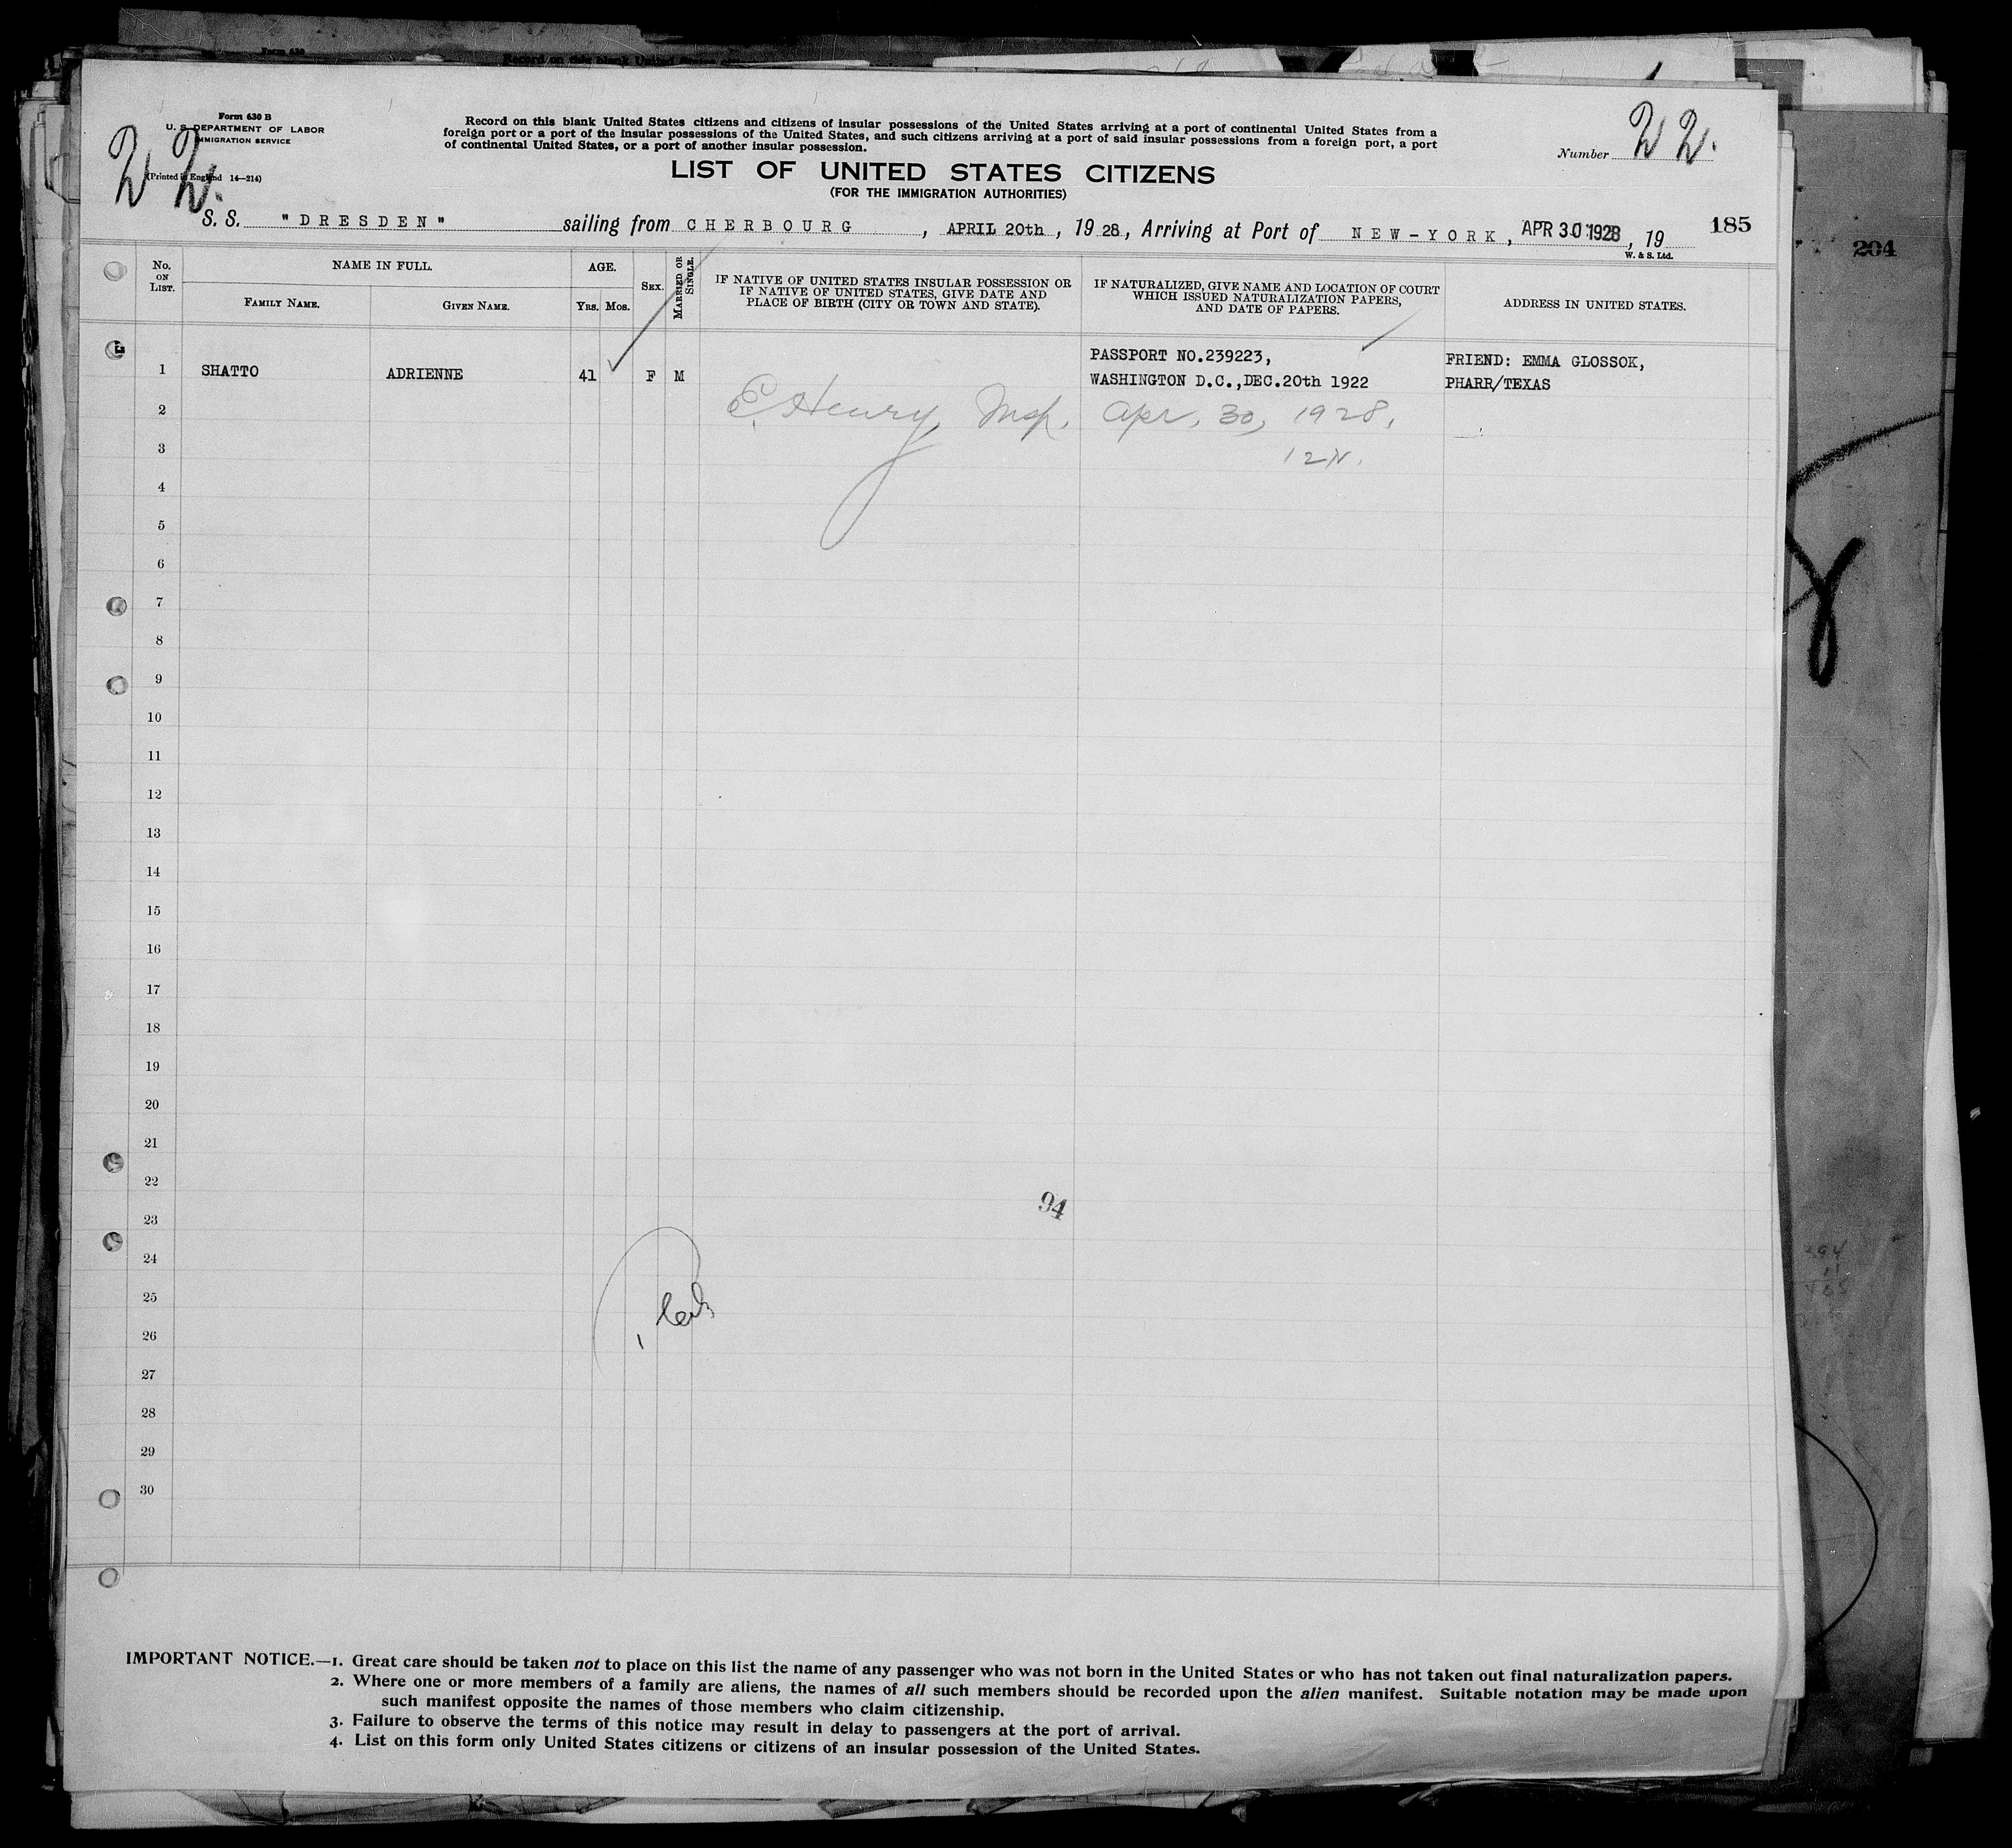 Form 630 B
U. S. DEPARTMENT OF LABOR
IMMIGRATION SERVICE
(Printed in England 14—214)
Record on this blank United States citizens and citizens of insular possessions of the United States arriving at a port of continental United States from a
foreign port or a port of the insular possessions of the United States, and such citizens arriving at a port of said insular possessions from a foreign port, a port
of continental United States, or a port of another insular possession.
LIST OF UNITED STATES CITIZENS
(FOR THE IMMIGRATION AUTHORITIES)
Number
S. S. "DRESDEN" sailing from CHERBOURG, APRIL 20th, 1928, Arriving at Port of NEW-YORK, APR 30 1928, 19
185
W. & S. Ltd.
204
No. ON LIST.
NAME IN FULL.
FAMILY NAME.
GIVEN NAME.
AGE.
Yrs. Mos.
SEX.
MARRIED OR SINGLE.
IF NATIVE OF UNITED STATES INSULAR POSSESSION OR
IF NATIVE OF UNITED STATES, GIVE DATE AND
PLACE OF BIRTH (CITY OR TOWN AND STATE).
IF NATURALIZED, GIVE NAME AND LOCATION OF COURT
WHICH ISSUED NATURALIZATION PAPERS,
AND DATE OF PAPERS.
ADDRESS IN UNITED STATES.
1 SHATTO ADRIENNE 41 F M
PASSPORT NO.239223,
WASHINGTON D.C.,DEC.20th 1922
FRIEND: EMMA GLOSSOK,
PHARR/TEXAS
E. Henry, Insp. Apr. 30, 1928,
12 N.
2
3
4
5
6
7
8
9
10
11
12
13
14
15
16
17
18
19
20
21
22
94
23
24
25
26
27
28
29
30
IMPORTANT NOTICE.—1. Great care should be taken not to place on this list the name of any passenger who was not born in the United States or who has not taken out final naturalization papers.
2. Where one or more members of a family are aliens, the names of all such members should be recorded upon the alien manifest. Suitable notation may be made upon
such manifest opposite the names of those members who claim citizenship.
3. Failure to observe the terms of this notice may result in delay to passengers at the port of arrival.
4. List on this form only United States citizens or citizens of an insular possession of the United States.